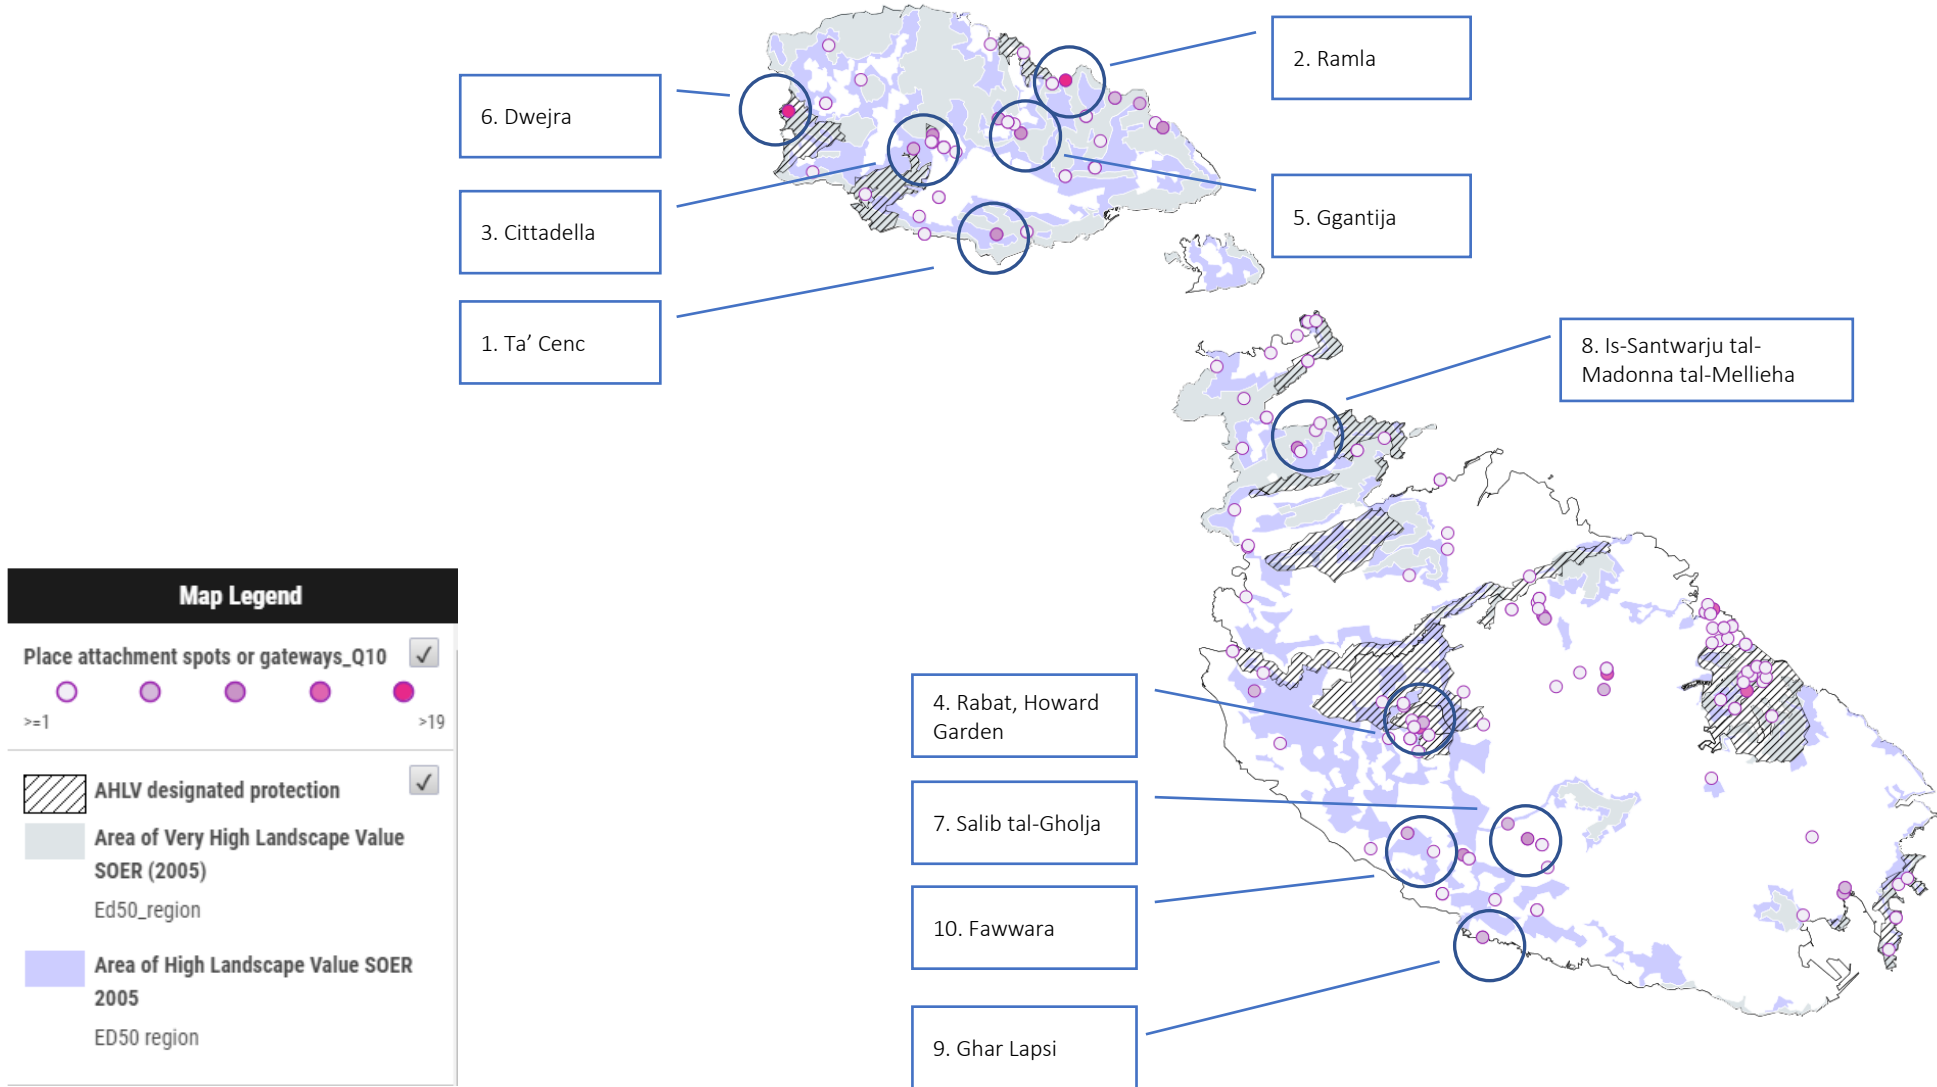 2. Ramla
6. Dwejra
3. Cittadella
5. Ggantija
1. Ta’ Cenc
8. Is-Santwarju tal-
Madonna tal-Mellieha
Map Legend
Place attachment spots or gateways_Q10
>=1
>19
AHLV designated protection
Area of Very High Landscape Value
SOER (2005)
Ed50_region
Area of High Landscape Value SOER
2005
ED50 region
4. Rabat, Howard
Garden
7. Salib tal-Gholja
10. Fawwara
9. Ghar Lapsi